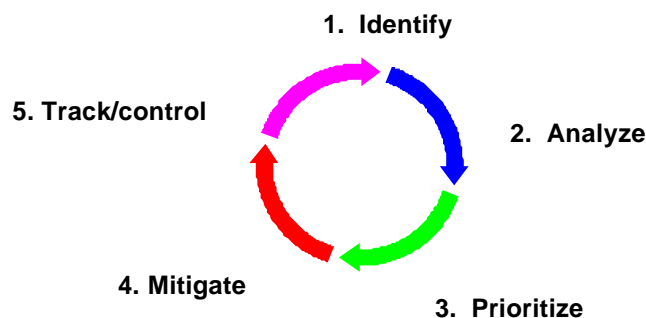 1. Identify
2. Analyze
3. Prioritize
4. Mitigate
5. Track/control